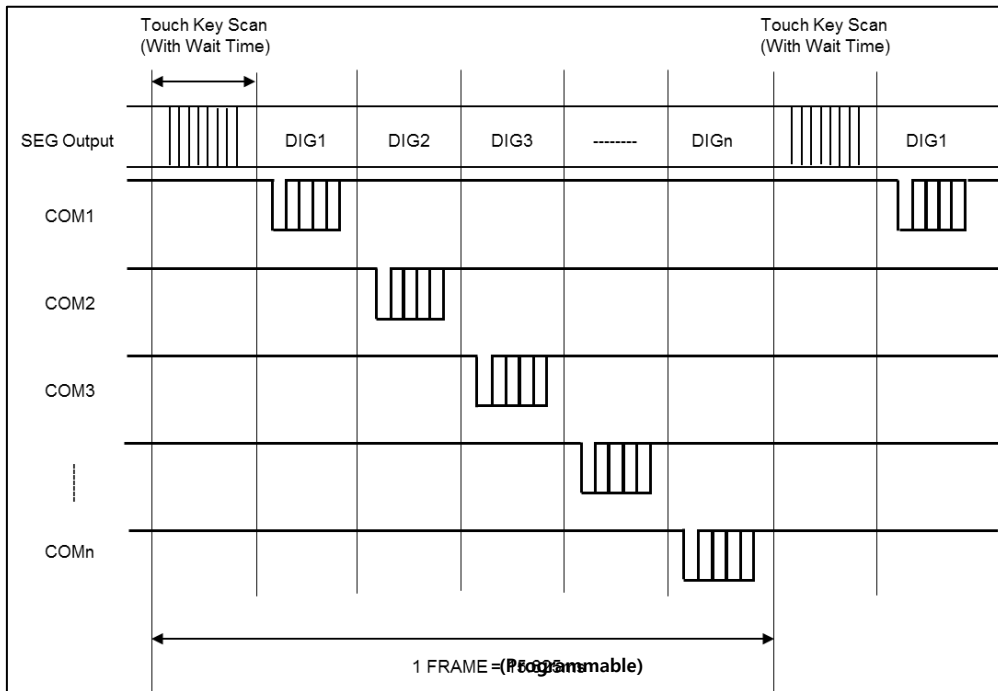 Touch Key Scan
(With Wait Time)
Touch Key Scan
(With Wait Time)
SEG Output
DIG1
DIG2
DIG3
--------
DIGn
DIG1
COM1
COM2
COM3
COMn
1 FRAME = (Programmable)